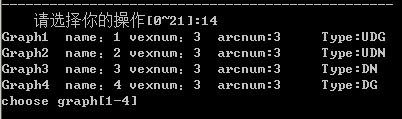 请选择你的操作[0~21]:14
Graph1 name: 1 vexnum: 3 arcnum:3 Type:UDG
Graph2 name: 2 vexnum: 3 arcnum:3 Type:UDN
Graph3 name: 3 vexnum: 3 arcnum:3 Type:DN
Graph4 name: 4 vexnum: 3 arcnum:3 Type:DG
choose graph[1-4]